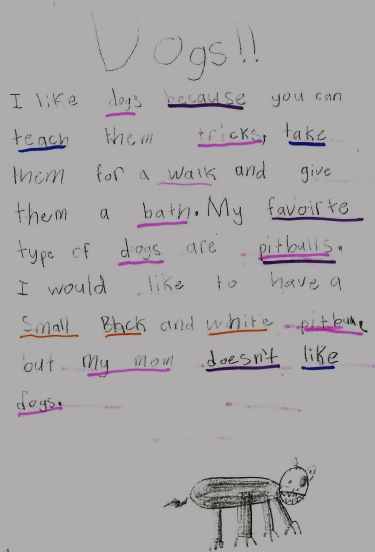 Dogs!!
I like dogs because you can
teach them tricks, take
them for a walk and give
them a bath. My favoirte
type of dogs are pitbulls.
I would like to have a
Small Black and white pitbull,
but My mom doesn't like
dogs.